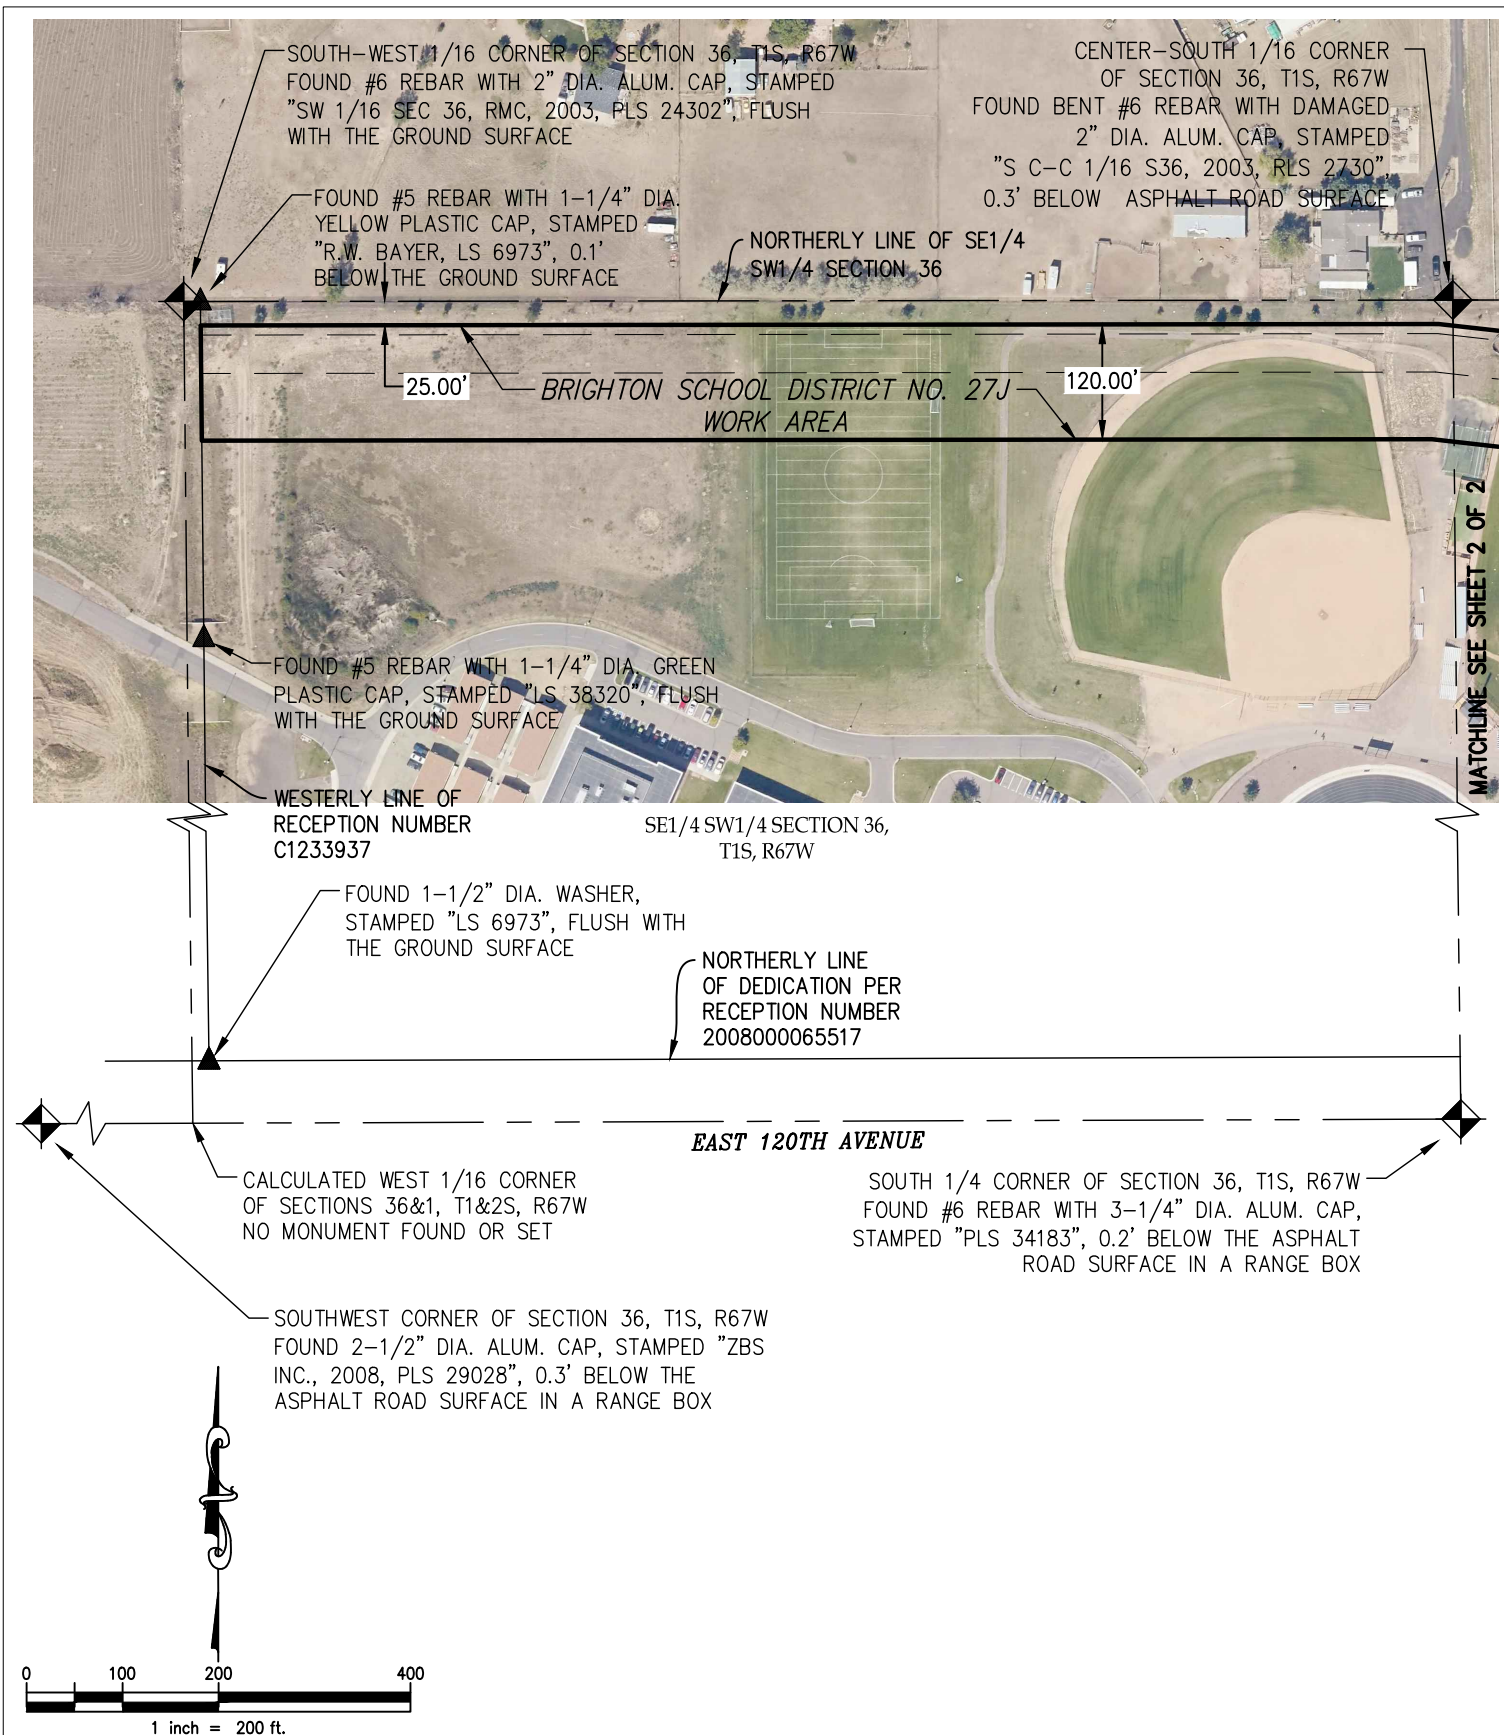 SOUTH-WEST 1/16 CORNER OF SECTION 36, T1S, R67W
FOUND #6 REBAR WITH 2" DIA. ALUM. CAP, STAMPED
"SW 1/16 SEC 36, RMC, 2003, PLS 24302", FLUSH
WITH THE GROUND SURFACE
CENTER-SOUTH 1/16 CORNER
OF SECTION 36, T1S, R67W
FOUND BENT #6 REBAR WITH DAMAGED
2" DIA. ALUM. CAP, STAMPED
"S C-C 1/16 S36, 2003, RLS 2730",
0.3' BELOW ASPHALT ROAD SURFACE
FOUND #5 REBAR WITH 1-1/4" DIA.
YELLOW PLASTIC CAP, STAMPED
"R.W. BAYER, LS 6973", 0.1'
BELOW THE GROUND SURFACE
NORTHERLY LINE OF SE1/4
SW1/4 SECTION 36
25.00'
BRIGHTON SCHOOL DISTRICT NO. 27J
WORK AREA
120.00'
MATCHLINE SEE SHEET 2 OF 2
FOUND #5 REBAR WITH 1-1/4" DIA. GREEN
PLASTIC CAP, STAMPED "LS 38320", FLUSH
WITH THE GROUND SURFACE
WESTERLY LINE OF
RECEPTION NUMBER
C1233937
SE1/4 SW1/4 SECTION 36,
T1S, R67W
FOUND 1-1/2" DIA. WASHER,
STAMPED "LS 6973", FLUSH WITH
THE GROUND SURFACE
NORTHERLY LINE
OF DEDICATION PER
RECEPTION NUMBER
2008000065517
EAST 120TH AVENUE
CALCULATED WEST 1/16 CORNER
OF SECTIONS 36&1, T1&2S, R67W
NO MONUMENT FOUND OR SET
SOUTH 1/4 CORNER OF SECTION 36, T1S, R67W
FOUND #6 REBAR WITH 3-1/4" DIA. ALUM. CAP,
STAMPED "PLS 34183", 0.2' BELOW THE ASPHALT
ROAD SURFACE IN A RANGE BOX
SOUTHWEST CORNER OF SECTION 36, T1S, R67W
FOUND 2-1/2" DIA. ALUM. CAP, STAMPED "ZBS
INC., 2008, PLS 29028", 0.3' BELOW THE
ASPHALT ROAD SURFACE IN A RANGE BOX
0 100 200 400
1 inch = 200 ft.